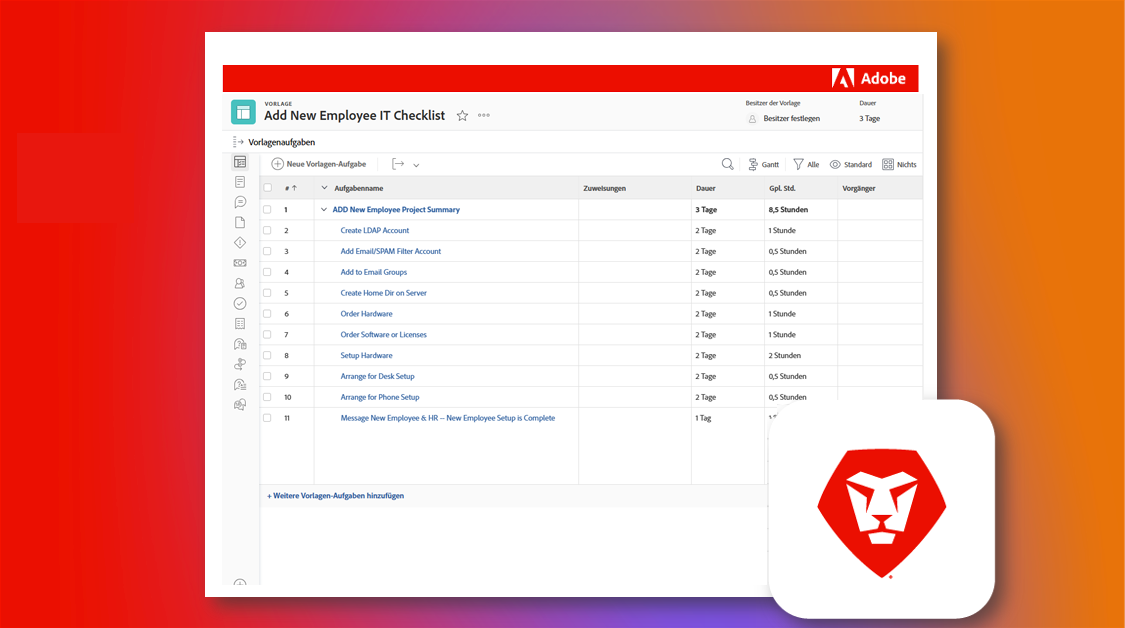 Adobe
VORLAGE
Add New Employee IT Checklist
Besitzer der Vorlage
Besitzer festlegen
Dauer
3 Tage
Vorlagenaufgaben
Neue Vorlagen-Aufgabe
Gantt Alle Standard Nichts
# Aufgabenname Zuweisungen Dauer Gpl. Std. Vorgänger
1 ADD New Employee Project Summary 3 Tage 8,5 Stunden
2 Create LDAP Account 2 Tage 1 Stunde
3 Add Email/SPAM Filter Account 2 Tage 0,5 Stunden
4 Add to Email Groups 2 Tage 0,5 Stunden
5 Create Home Dir on Server 2 Tage 0,5 Stunden
6 Order Hardware 2 Tage 1 Stunde
7 Order Software or Licenses 2 Tage 1 Stunde
8 Setup Hardware 2 Tage 2 Stunden
9 Arrange for Desk Setup 2 Tage 0,5 Stunden
10 Arrange for Phone Setup 2 Tage 0,5 Stunden
11 Message New Employee & HR -- New Employee Setup is Complete 1 Tag
+ Weitere Vorlagen-Aufgaben hinzufügen